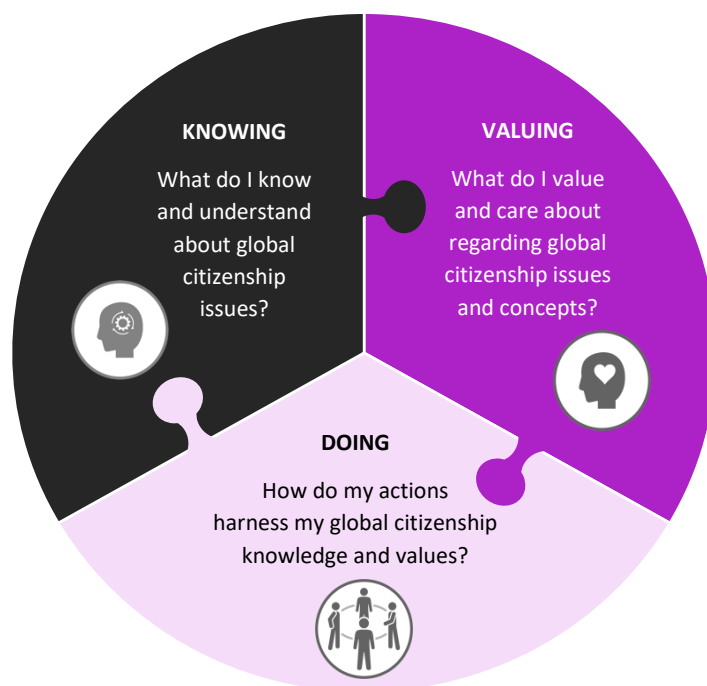 KNOWING
What do I know
and understand
about global
citizenship
issues?
VALUING
What do I value
and care about
regarding global
citizenship issues
and concepts?
DOING
How do my actions
harness my global citizenship
knowledge and values?